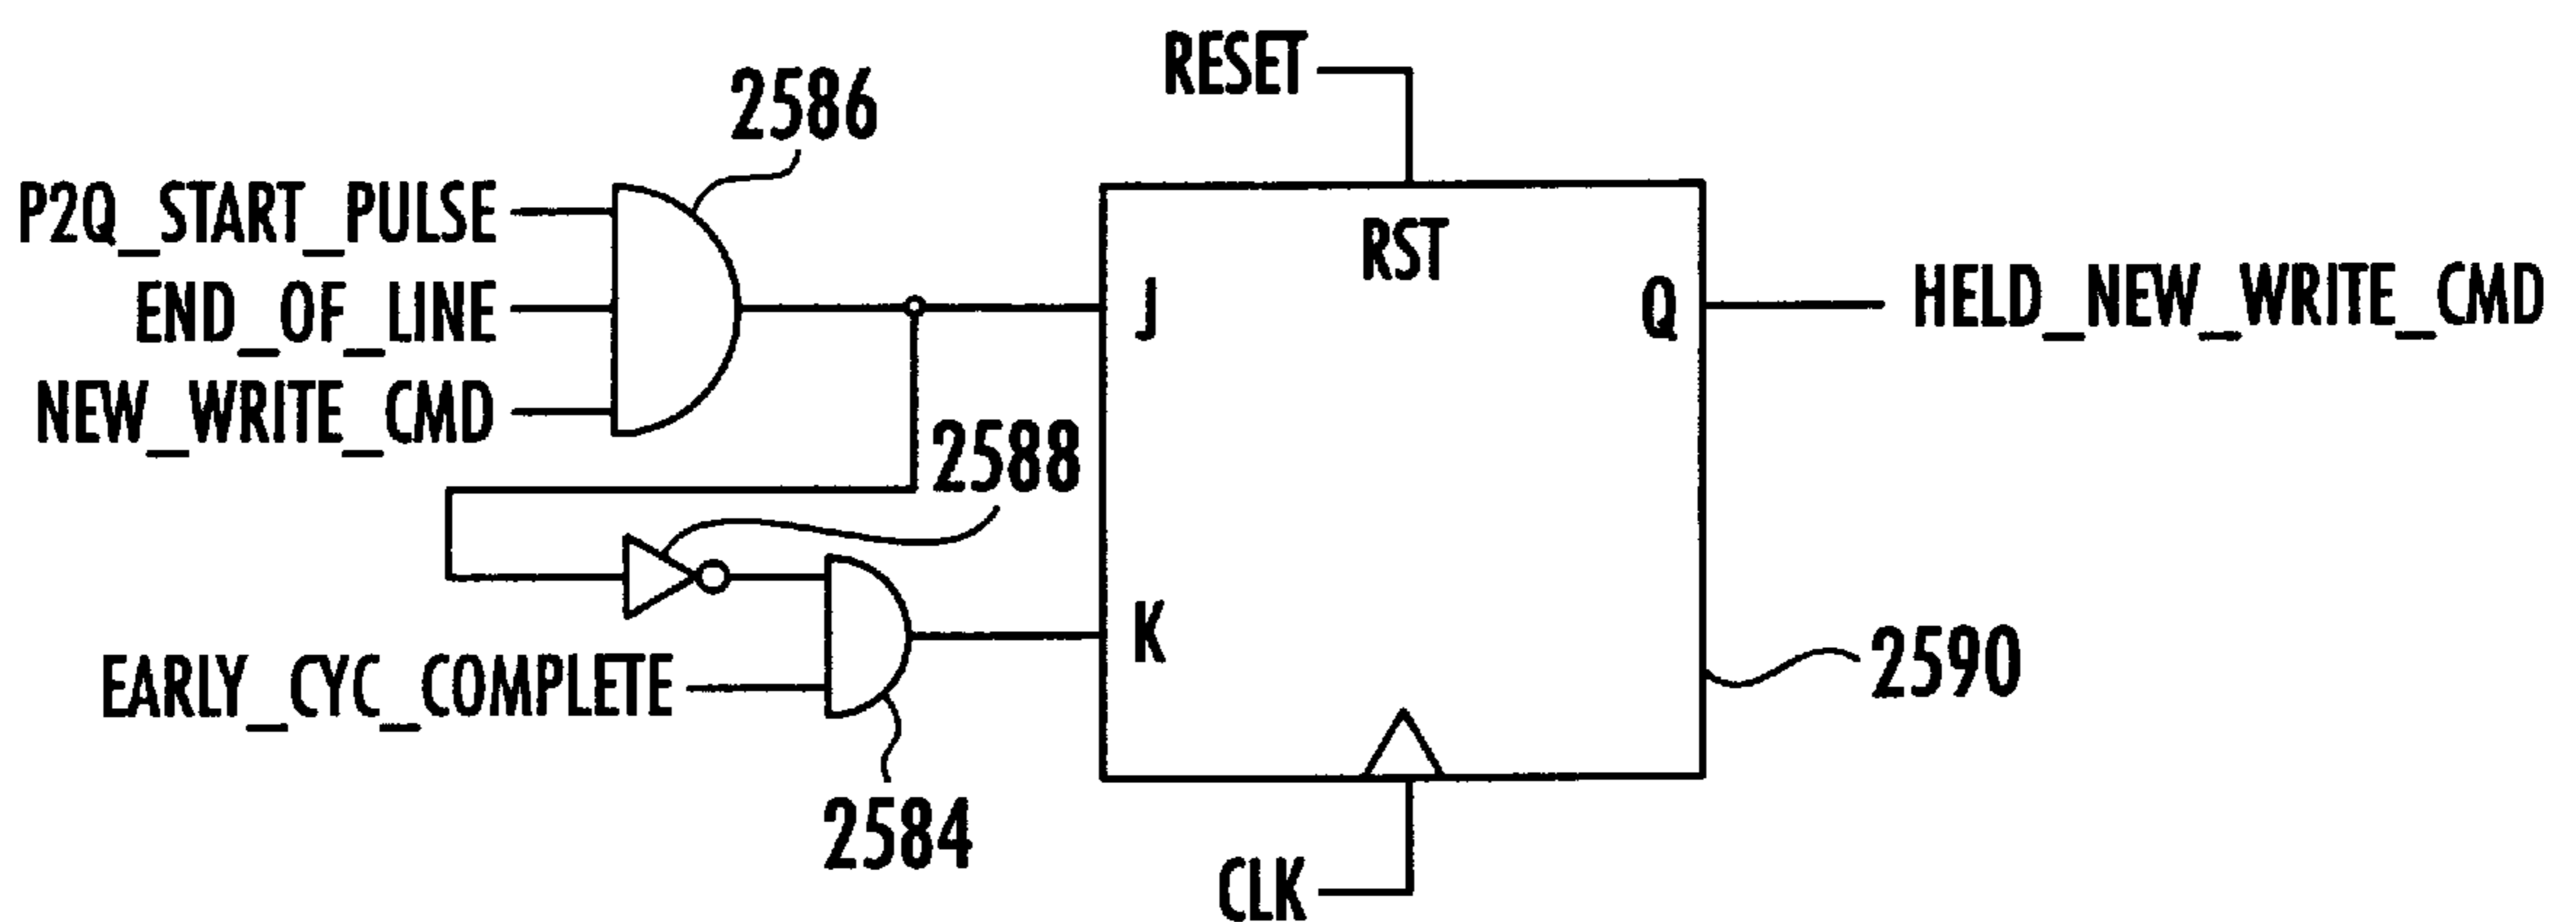 RESET
2586
P2Q_START_PULSE
RST
END_OF_LINE
J
Q
HELD_NEW_WRITE_CMD
NEW_WRITE_CMD
2588
K
EARLY_CYC_COMPLETE
2590
2584
CLK